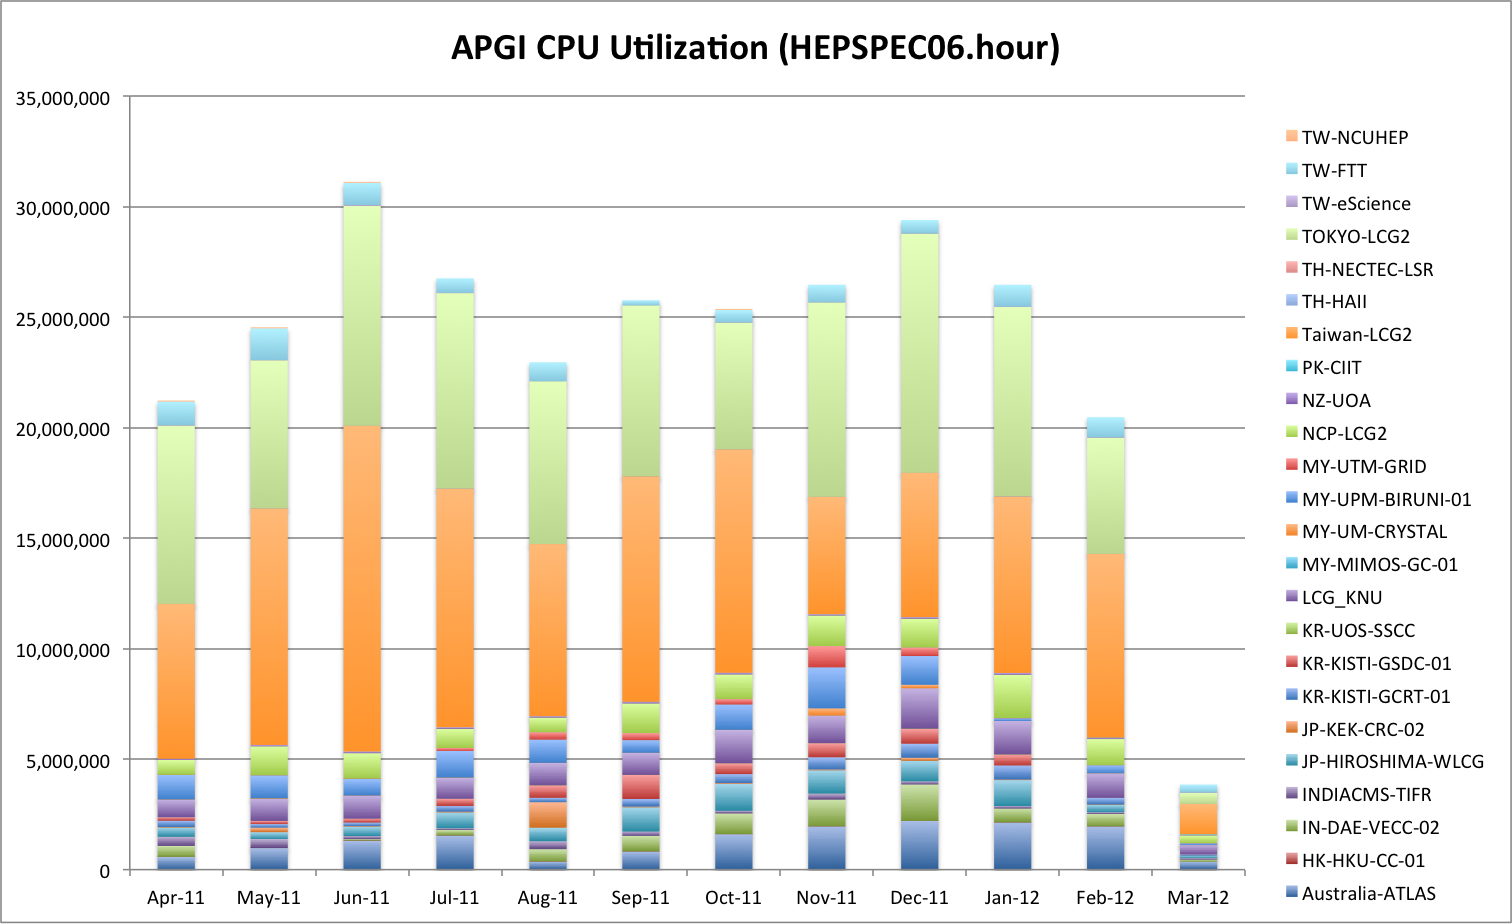 APGI CPU Utilization (HEPSPEC06.hour)
35,000,000
30,000,000
25,000,000
20,000,000
15,000,000
10,000,000
5,000,000
0
Apr-11 May-11 Jun-11 Jul-11 Aug-11 Sep-11 Oct-11 Nov-11 Dec-11 Jan-12 Feb-12 Mar-12
TW-NCUHEP
TW-FTT
TW-eScience
TOKYO-LCG2
TH-NECTEC-LSR
TH-HAII
Taiwan-LCG2
PK-CIIT
NZ-UOA
NCP-LCG2
MY-UTM-GRID
MY-UPM-BIRUNI-01
MY-UM-CRYSTAL
MY-MIMOS-GC-01
LCG_KNU
KR-UOS-SSCC
KR-KISTI-GSDC-01
KR-KISTI-GCRT-01
JP-KEK-CRC-02
JP-HIROSHIMA-WLCG
INDIACMS-TIFR
IN-DAE-VECC-02
HK-HKU-CC-01
Australia-ATLAS